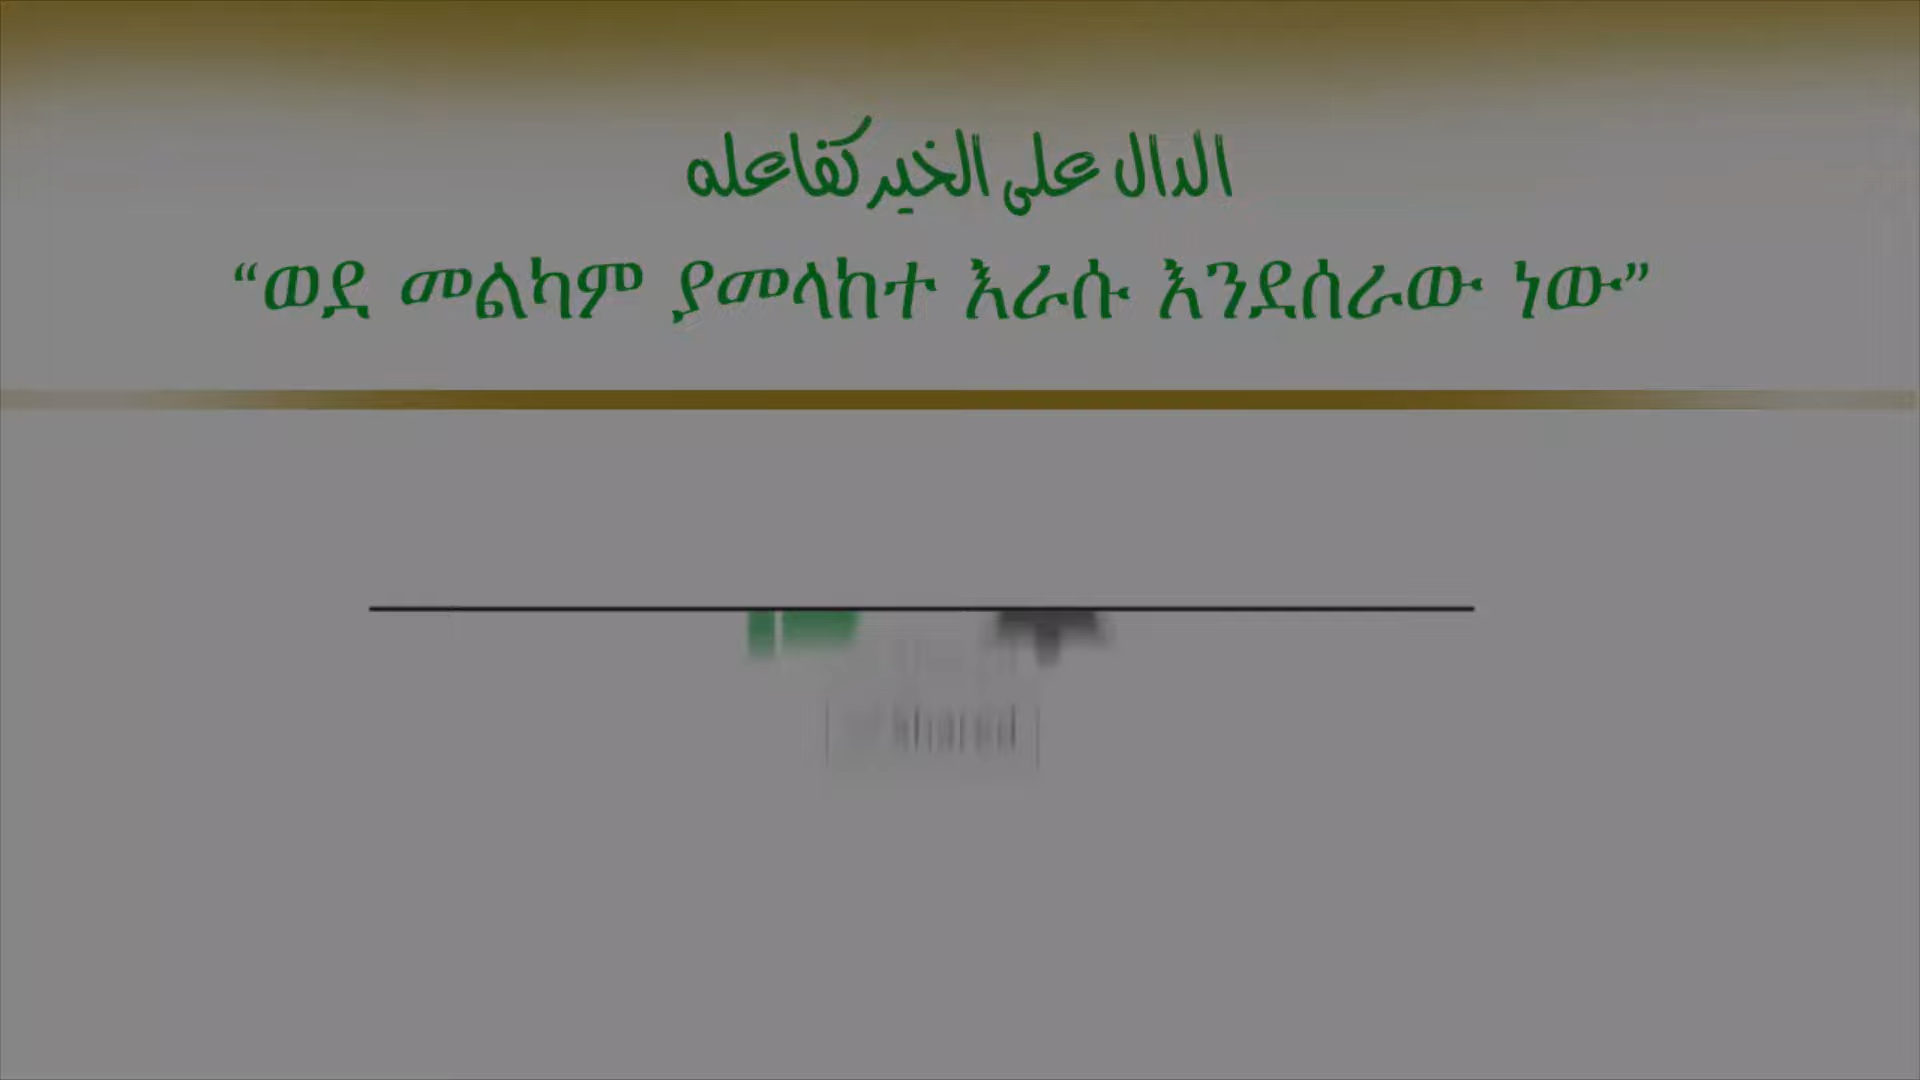 الدال على الخير كفاعله
“ወደ መልካም ያመላከተ እራሱ እንደሰራው ነው”